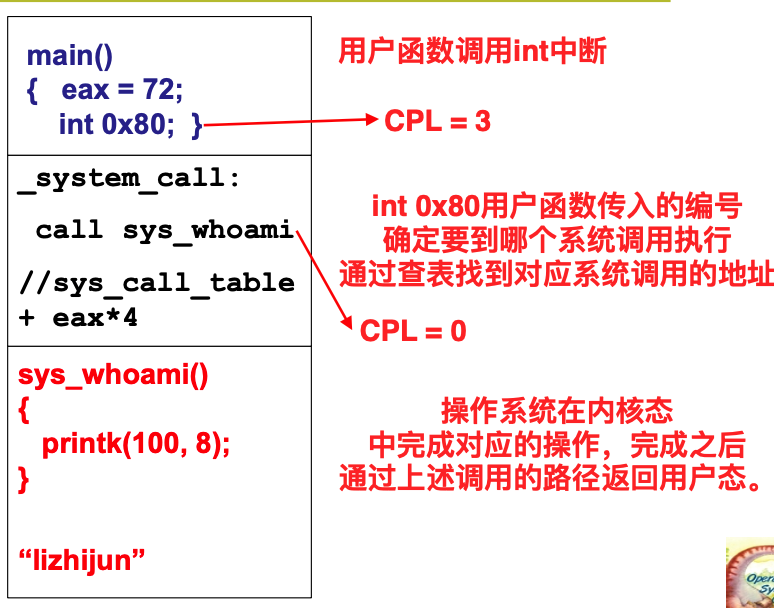 main()
{ eax = 72;
int 0x80; }
用户函数调用int中断
CPL = 3
_system_call:
call sys_whoami
//sys_call_table
+ eax*4
int 0x80用户函数传入的编号
确定要到哪个系统调用执行
通过查表找到对应系统调用的地址
CPL = 0
sys_whoami()
{
printk(100, 8);
}
“lizhijun”
操作系统在内核态
中完成对应的操作，完成之后
通过上述调用的路径返回用户态。